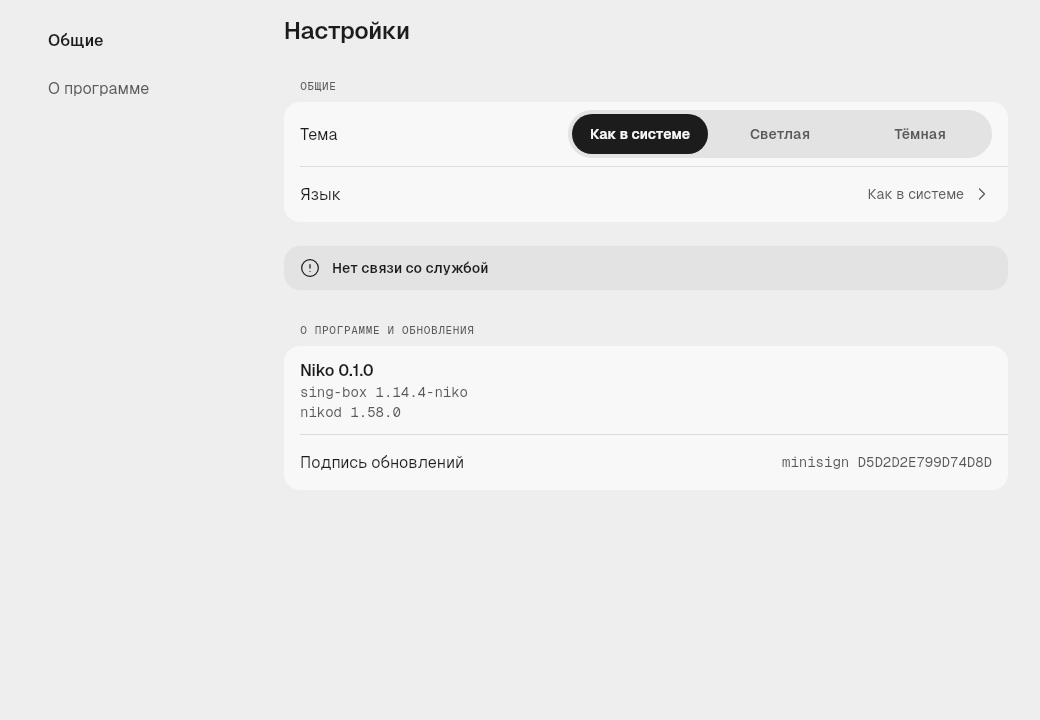 Общие
О программе
Настройки
ОБЩИЕ
Тема
Как в системе
Светлая
Тёмная
Язык
Как в системе
Нет связи со службой
О ПРОГРАММЕ И ОБНОВЛЕНИЯ
Niko 0.1.0
sing-box 1.14.4-niko
nikod 1.58.0
Подпись обновлений
minisign D5D2D2E799D74D8D